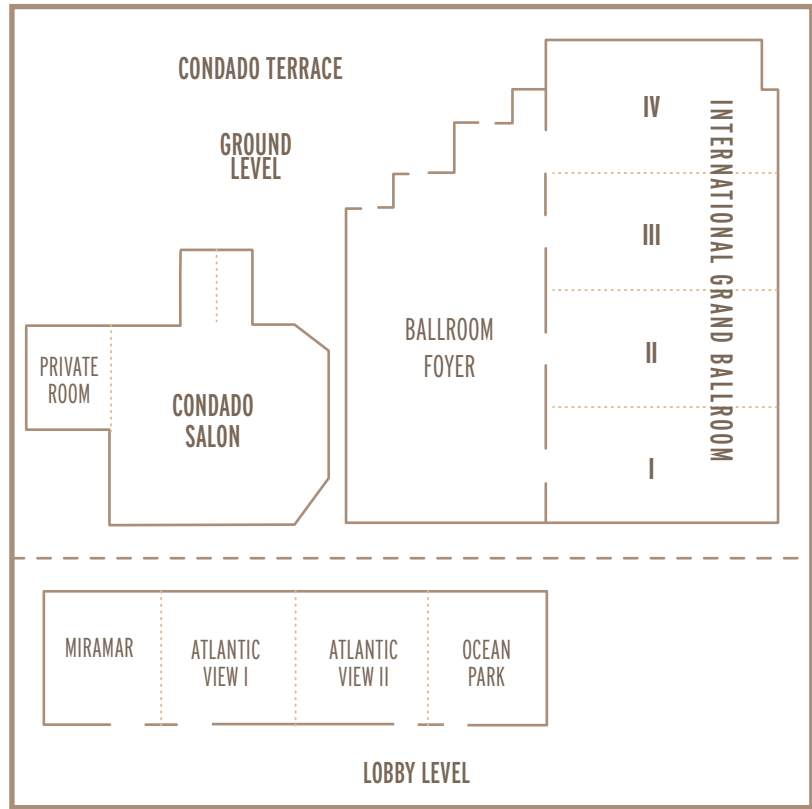 CONDADO TERRACE
GROUND
LEVEL
IV
III
II
I
INTERNATIONAL GRAND BALLROOM
BALLROOM
FOYER
PRIVATE
ROOM
CONDADO
SALON
MIRAMAR
ATLANTIC
VIEW I
ATLANTIC
VIEW II
OCEAN
PARK
LOBBY LEVEL